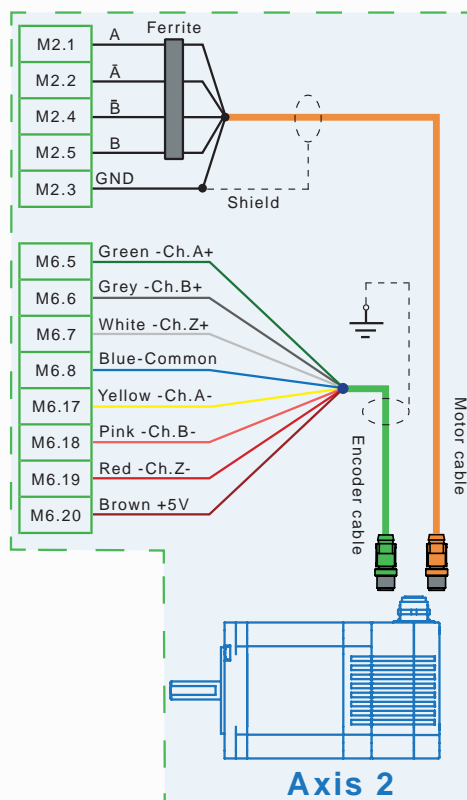 Ferrite
M2.1 A
M2.2 Ā
M2.4 B̄
M2.5 B
M2.3 GND
Shield
M6.5 Green -Ch.A+
M6.6 Grey -Ch.B+
M6.7 White -Ch.Z+
M6.8 Blue-Common
M6.17 Yellow -Ch.A-
M6.18 Pink -Ch.B-
M6.19 Red -Ch.Z-
M6.20 Brown +5V
Encoder cable
Motor cable
Axis 2